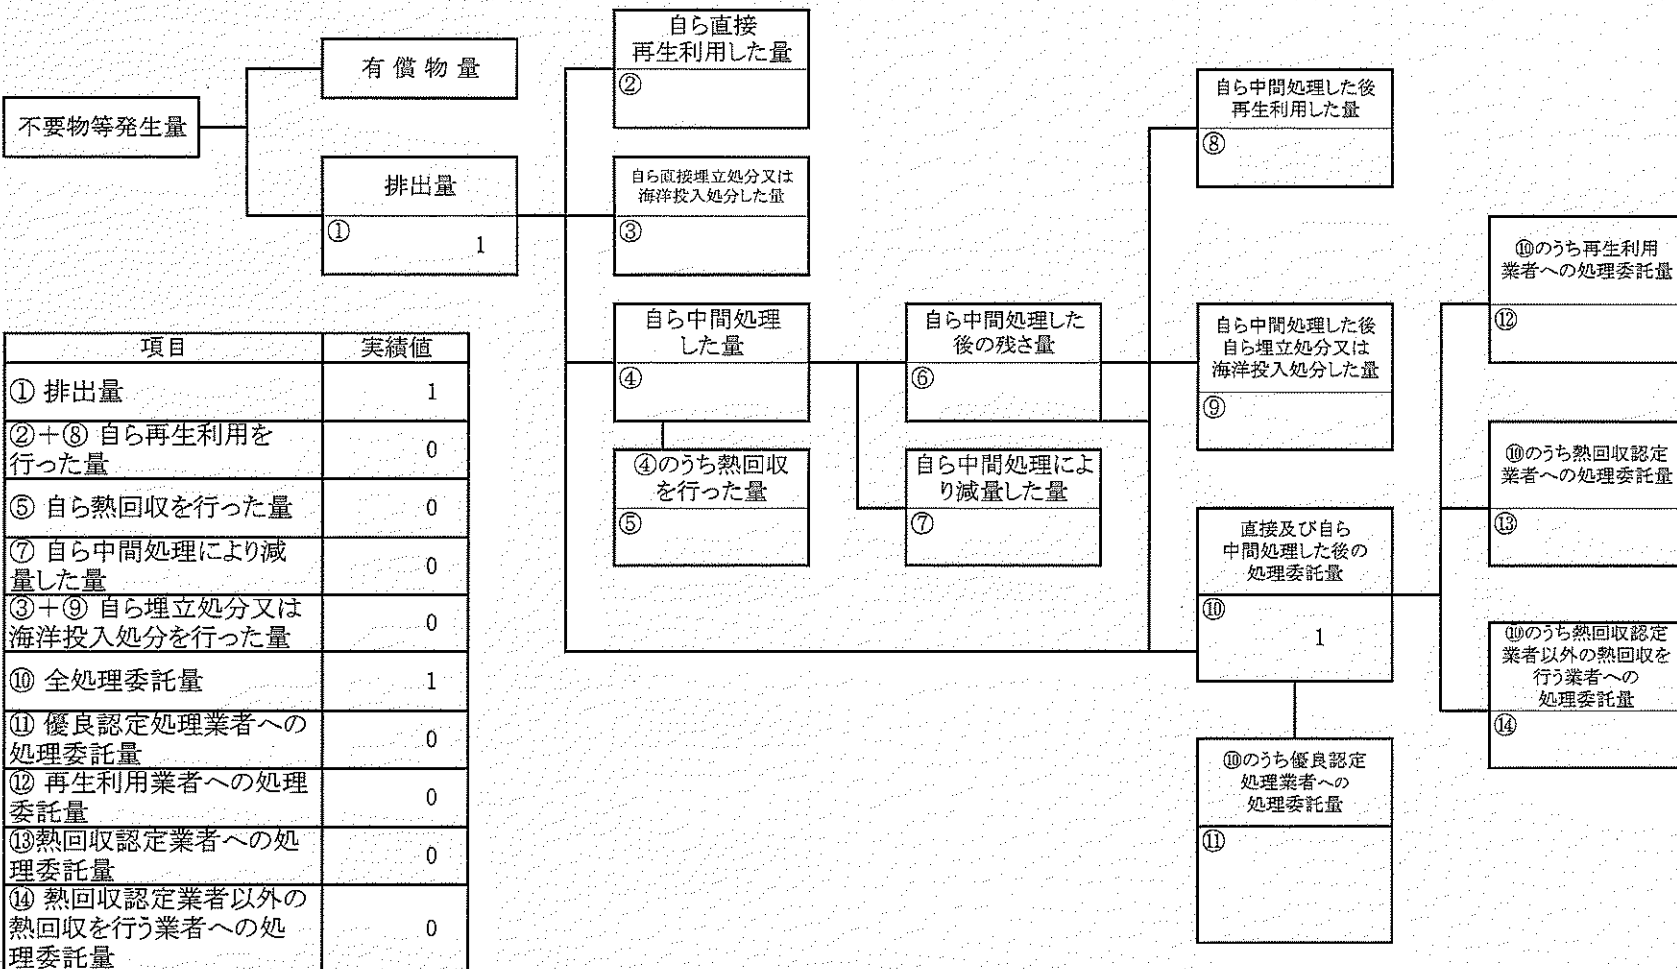 不要物等発生量
有償物量
排出量
①
1
自ら直接
再生利用した量
②
自ら直接埋立処分又は
海洋投入処分した量
③
自ら中間処理
した量
④
④のうち熱回収
を行った量
⑤
自ら中間処理した
後の残さ量
⑥
自ら中間処理によ
り減量した量
⑦
自ら中間処理した後
再生利用した量
⑧
自ら中間処理した後
自ら埋立処分又は
海洋投入処分した量
⑨
直接及び自ら
中間処理した後の
処理委託量
⑩
1
⑩のうち優良認定
処理業者への
処理委託量
⑪
⑩のうち再生利用
業者への処理委託量
⑫
⑩のうち熱回収認定
業者への処理委託量
⑬
⑩のうち熱回収認定
業者以外の熱回収を
行う業者への
処理委託量
⑭
項目 実績値
① 排出量 1
②+⑧ 自ら再生利用を
行った量 0
⑤ 自ら熱回収を行った量 0
⑦ 自ら中間処理により減
量した量 0
③+⑨ 自ら埋立処分又は
海洋投入処分を行った量 0
⑩ 全処理委託量 1
⑪ 優良認定処理業者への
処理委託量 0
⑫ 再生利用業者への処理
委託量 0
⑬熱回収認定業者への処
理委託量 0
⑭ 熱回収認定業者以外の
熱回収を行う業者への処 0
理委託量